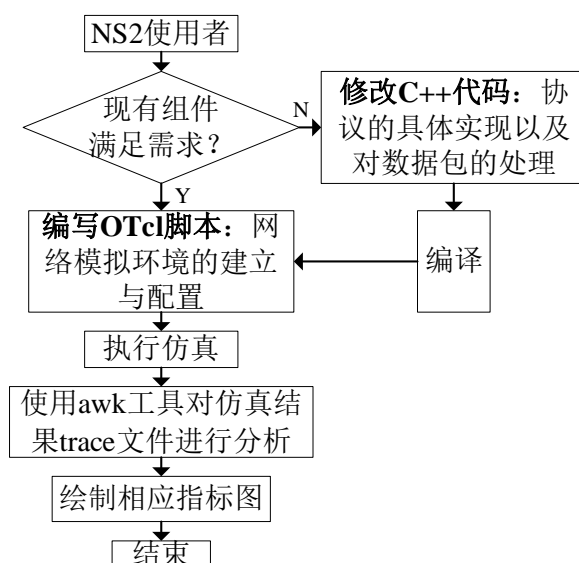 NS2使用者
现有组件
满足需求？
N
修改C++代码：协
议的具体实现以及
对数据包的处理
Y
编写OTcl脚本：网
络模拟环境的建立
与配置
编译
执行仿真
使用awk工具对仿真结
果trace文件进行分析
绘制相应指标图
结束